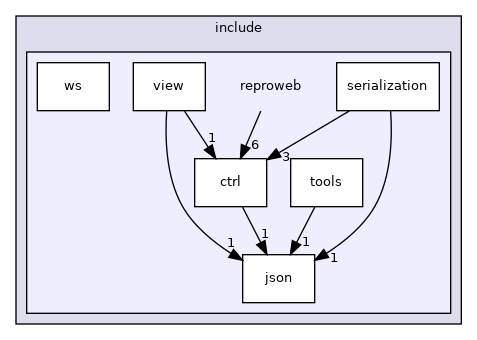 include
ws
view
reproweb
serialization
1
6
3
ctrl
tools
1
1
1
1
json